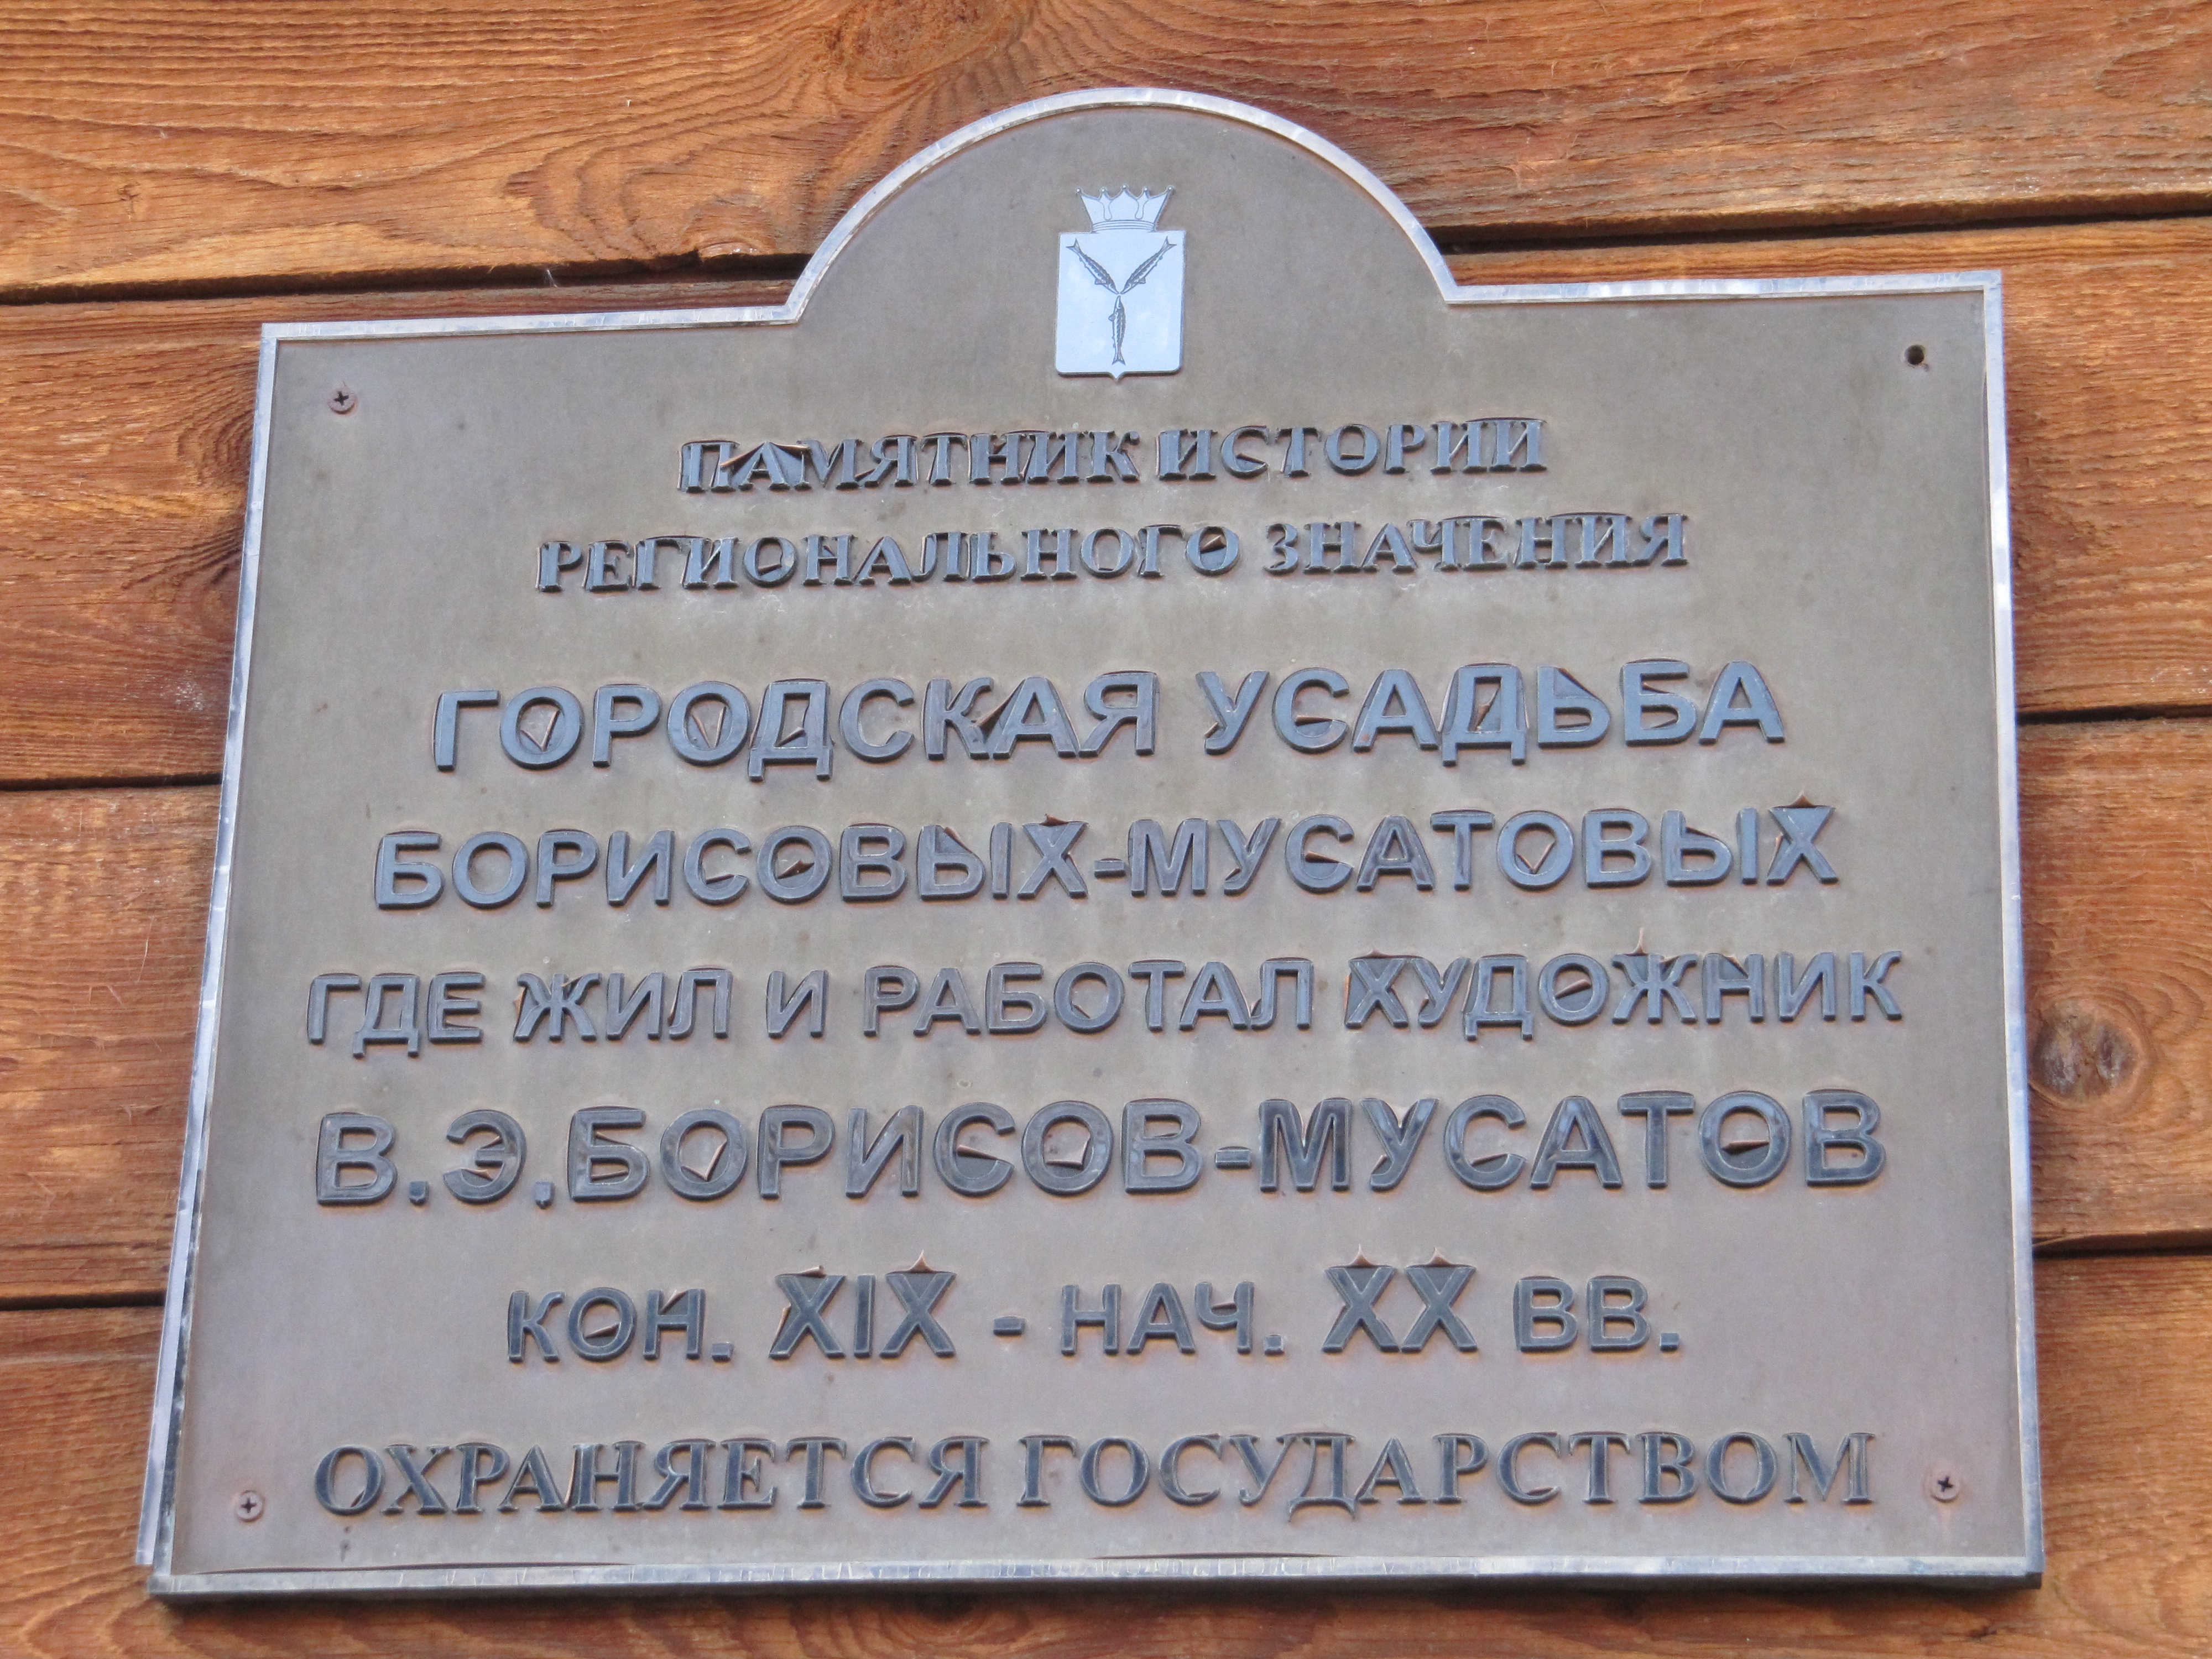 ПАМЯТНИК ИСТОРИИ
РЕГИОНАЛЬНОГО ЗНАЧЕНИЯ
ГОРОДСКАЯ УСАДЬБА
БОРИСОВЫХ-МУСАТОВЫХ
ГДЕ ЖИЛ И РАБОТАЛ ХУДОЖНИК
В.Э.БОРИСОВ-МУСАТОВ
КОН. XIX - НАЧ. XX ВВ.
ОХРАНЯЕТСЯ ГОСУДАРСТВОМ